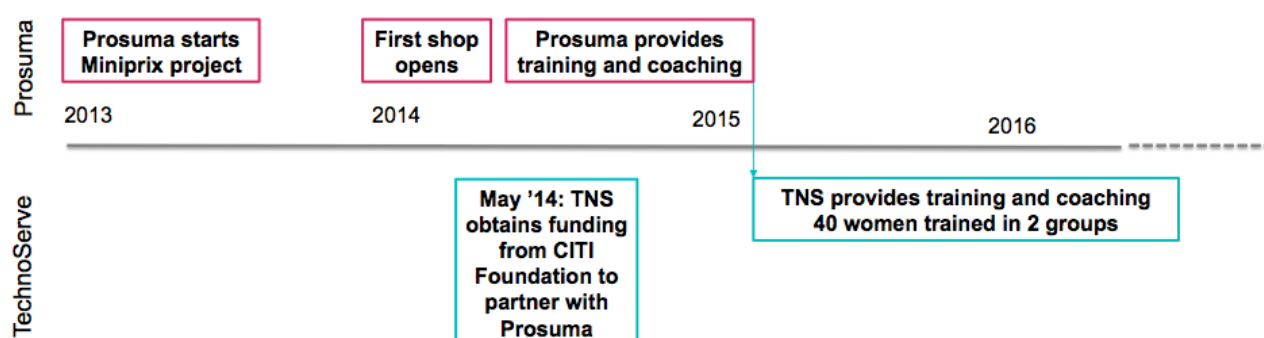 Prosuma
Prosuma starts
Miniprix project
First shop
opens
Prosuma provides
training and coaching
2013
2014
2015
2016
TechnoServe
May ’14: TNS
obtains funding
from CITI
Foundation to
partner with
Prosuma
TNS provides training and coaching
40 women trained in 2 groups